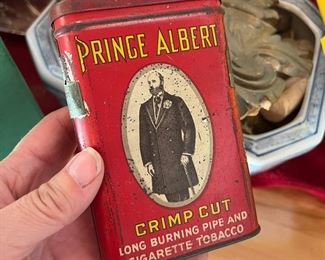 PRINCE ALBERT
CRIMP CUT
LONG BURNING PIPE AND
CIGARETTE TOBACCO